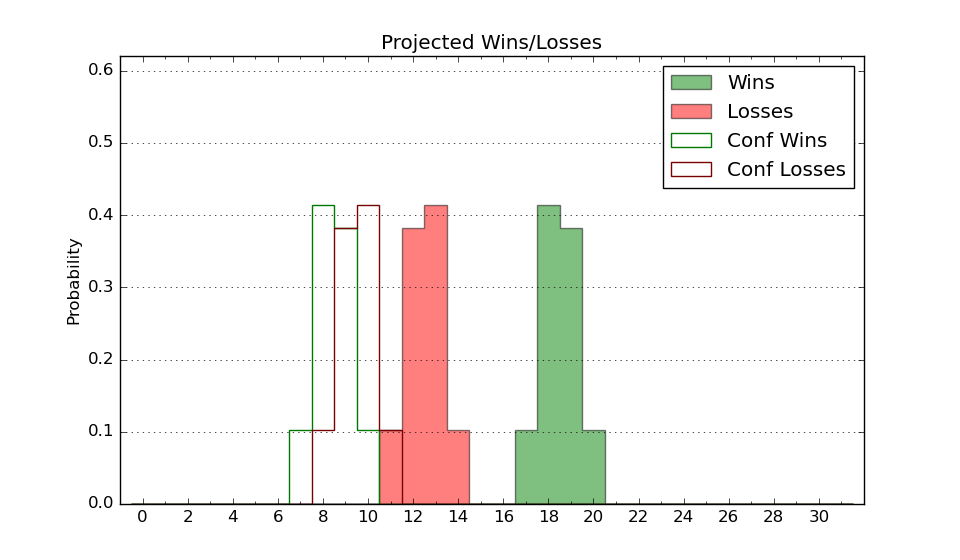 Projected Wins/Losses
Wins
Losses
Conf Wins
Conf Losses
Probability
0.6
0.5
0.4
0.3
0.2
0.1
0.0
0 2 4 6 8 10 12 14 16 18 20 22 24 26 28 30